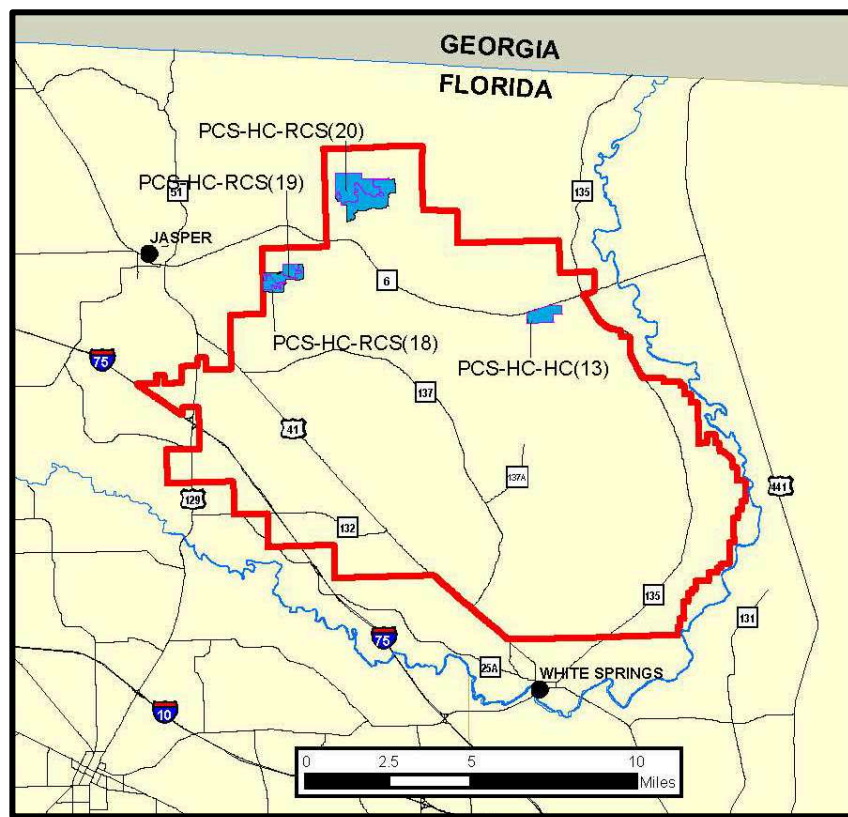 GEORGIA
FLORIDA
PCS-HC-RCS(20)
PCS-HC-RCS(19)
51
135
JASPER
6
PCS-HC-RCS(18)
PCS-HC-HC(13)
75
137
41
137A
441
129
132
135
131
75
25A
WHITE SPRINGS
10
0 2.5 5 10
Miles